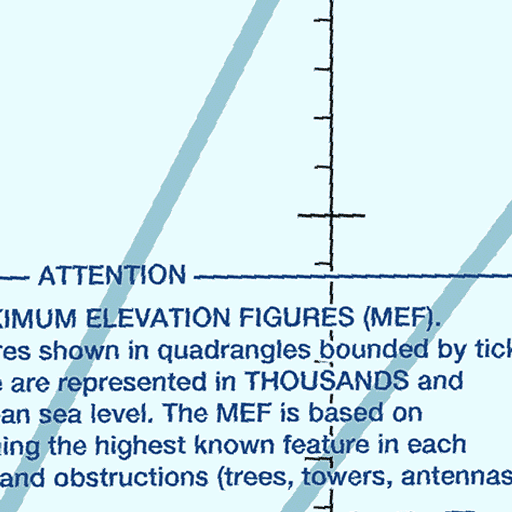 ATTENTION
XIMUM ELEVATION FIGURES (MEF).
res shown in quadrangles bounded by tick
e are represented in THOUSANDS and
an sea level. The MEF is based on
ing the highest known feature in each
and obstructions (trees, towers, antennas